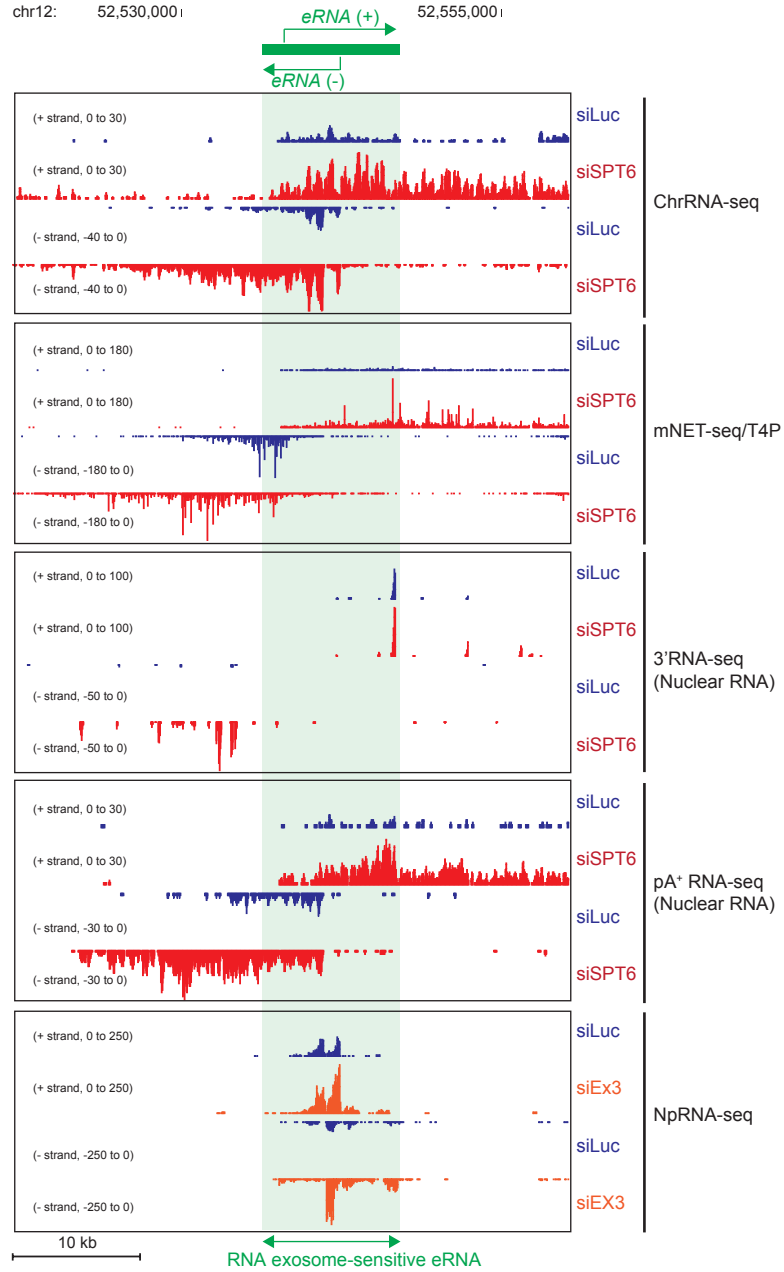 chr12: 52,530,000 52,555,000
eRNA (+)
eRNA (-)
(+ strand, 0 to 30) siLuc
(+ strand, 0 to 30) siSPT6
ChrRNA-seq
siLuc
(- strand, -40 to 0)
siSPT6
(- strand, -40 to 0)
siLuc
(+ strand, 0 to 180)
(+ strand, 0 to 180) siSPT6
mNET-seq/T4P
siLuc
(- strand, -180 to 0)
siSPT6
(- strand, -180 to 0)
siLuc
(+ strand, 0 to 100)
(+ strand, 0 to 100) siSPT6
3'RNA-seq
(Nuclear RNA)
siLuc
(- strand, -50 to 0)
(- strand, -50 to 0) siSPT6
siLuc
(+ strand, 0 to 30)
(+ strand, 0 to 30) siSPT6
pA+ RNA-seq
(Nuclear RNA)
siLuc
(- strand, -30 to 0)
(- strand, -30 to 0) siSPT6
(+ strand, 0 to 250) siLuc
(+ strand, 0 to 250) siEx3
NpRNA-seq
siLuc
(- strand, -250 to 0)
(- strand, -250 to 0) siEX3
10 kb
RNA exosome-sensitive eRNA